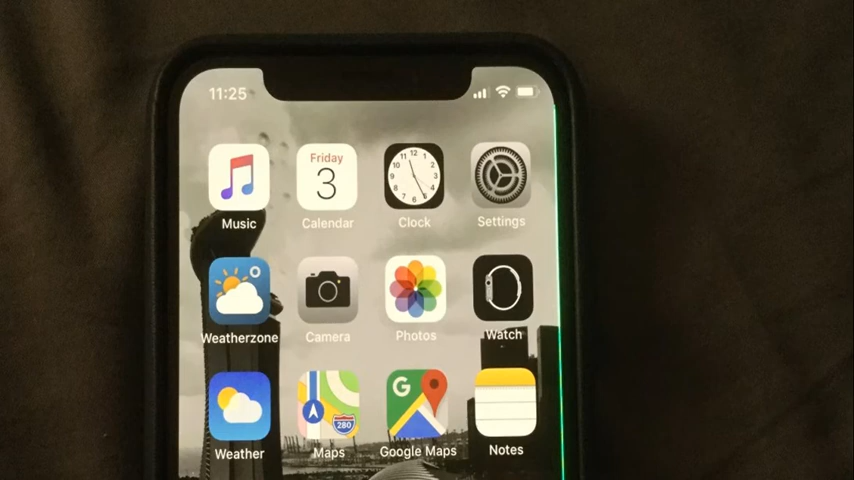 11:25
Friday
3
Music
Calendar
Clock
Settings
Weatherzone
Camera
Photos
Watch
G
280
Weather
Maps
Google Maps
Notes